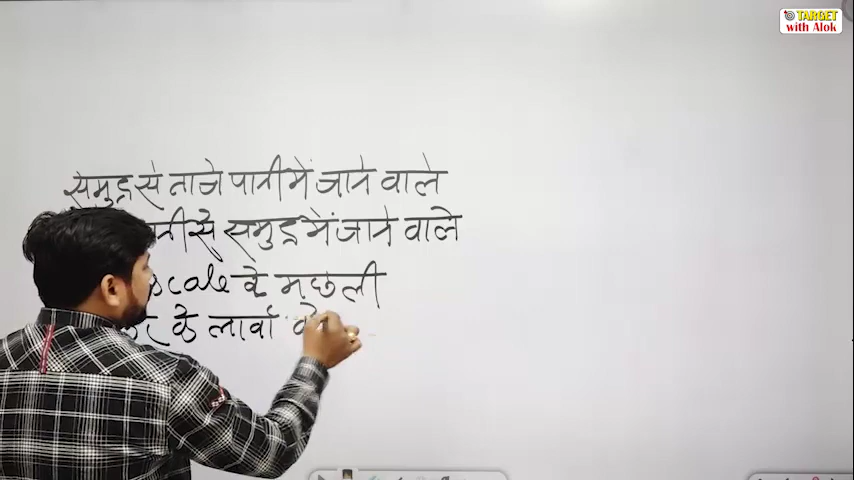 TARGET
with Alok
समुद्र से ताजे पानी में जाने वाले
से समुद्र में जाने वाले
scale के मछली
के लार्वा